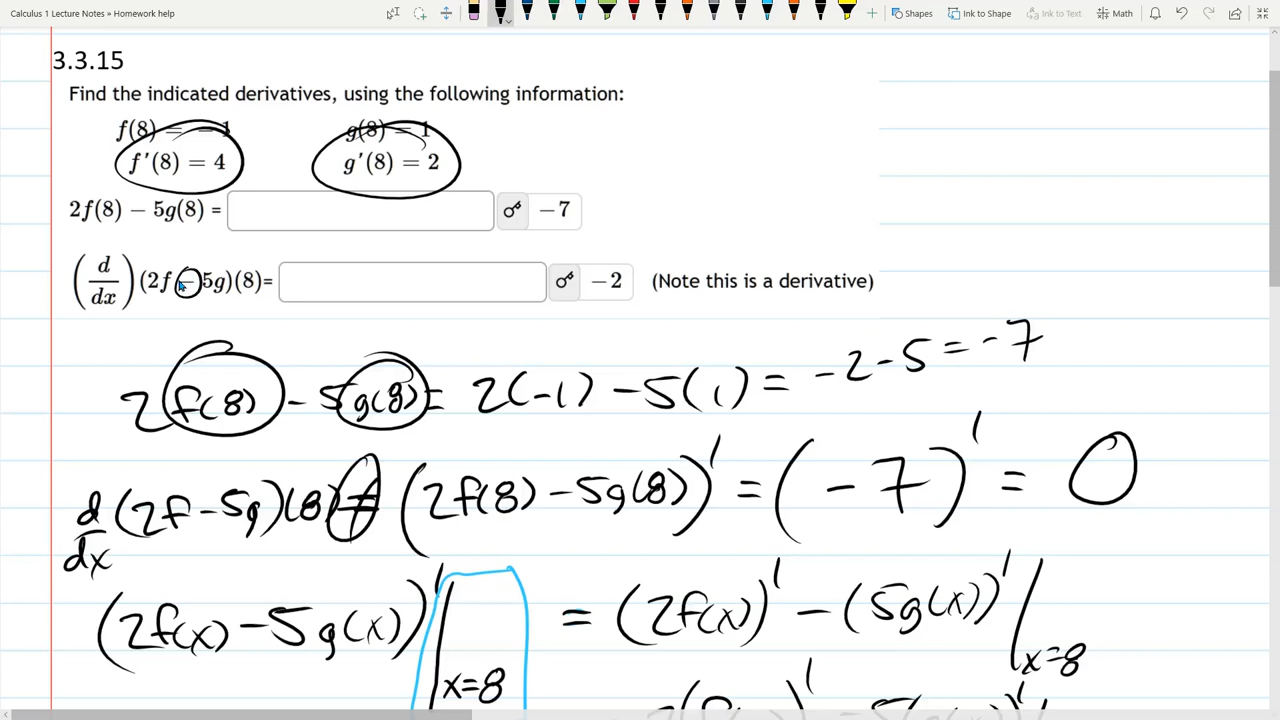 Calculus 1 Lecture Notes » Homework help
Shapes Ink to Shape Ink to Text Math
3.3.15
Find the indicated derivatives, using the following information:
f(8) = −1 g(8) = 1
f'(8) = 4 g'(8) = 2
2f(8) − 5g(8) = −7
(d/dx)(2f − 5g)(8)= −2 (Note this is a derivative)
2f(8) - 5g(8) = 2(-1) - 5(1) = -2-5 = -7
d/dx (2f-5g)(8) ≠ (2f(8) - 5g(8))' = (-7)' = 0
(2f(x) - 5g(x))' | x=8 = (2f(x))' - (5g(x))' | x=8